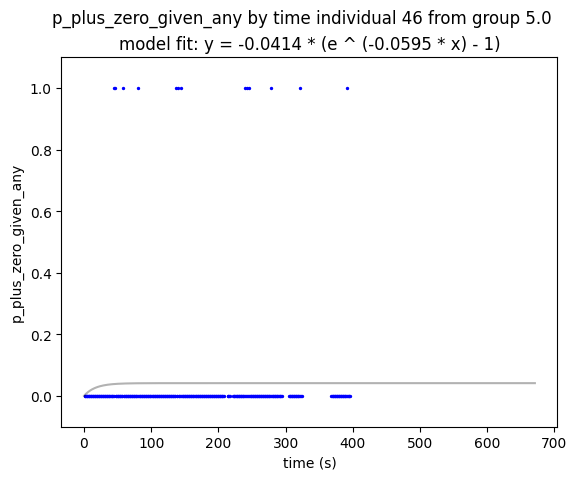 p_plus_zero_given_any by time individual 46 from group 5.0
model fit: y = -0.0414 * (e ^ (-0.0595 * x) - 1)
1.0
0.8
0.6
0.4
0.2
0.0
p_plus_zero_given_any
0 100 200 300 400 500 600 700
time (s)